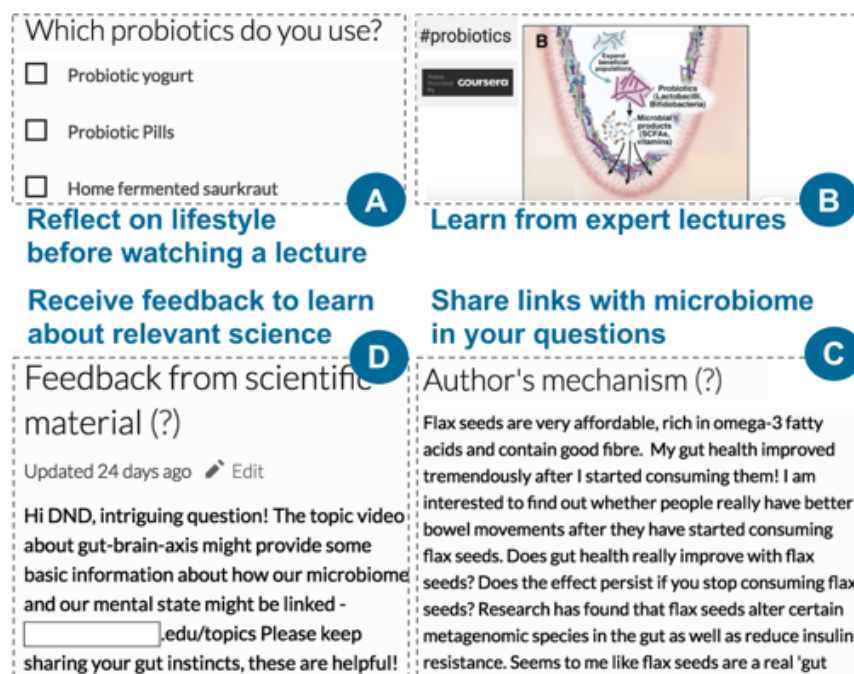 Which probiotics do you use?
Probiotic yogurt
Probiotic Pills
Home fermented saurkraut
A
Reflect on lifestyle
before watching a lecture
#probiotics
Video
Provided
By
coursera
B
Expand
beneficial
populations
Probiotics
(Lactobacilli,
Bifidobacteria)
Microbial
products
(SCFAs,
vitamins)
B
Learn from expert lectures
Receive feedback to learn
about relevant science
D
Feedback from scientific
material (?)
Updated 24 days ago Edit
Hi DND, intriguing question! The topic video
about gut-brain-axis might provide some
basic information about how our microbiome
and our mental state might be linked -
.edu/topics Please keep
sharing your gut instincts, these are helpful!
Share links with microbiome
in your questions
C
Author's mechanism (?)
Flax seeds are very affordable, rich in omega-3 fatty
acids and contain good fibre. My gut health improved
tremendously after I started consuming them! I am
interested to find out whether people really have better
bowel movements after they have started consuming
flax seeds. Does gut health really improve with flax
seeds? Does the effect persist if you stop consuming flax
seeds? Research has found that flax seeds alter certain
metagenomic species in the gut as well as reduce insulin
resistance. Seems to me like flax seeds are a real 'gut